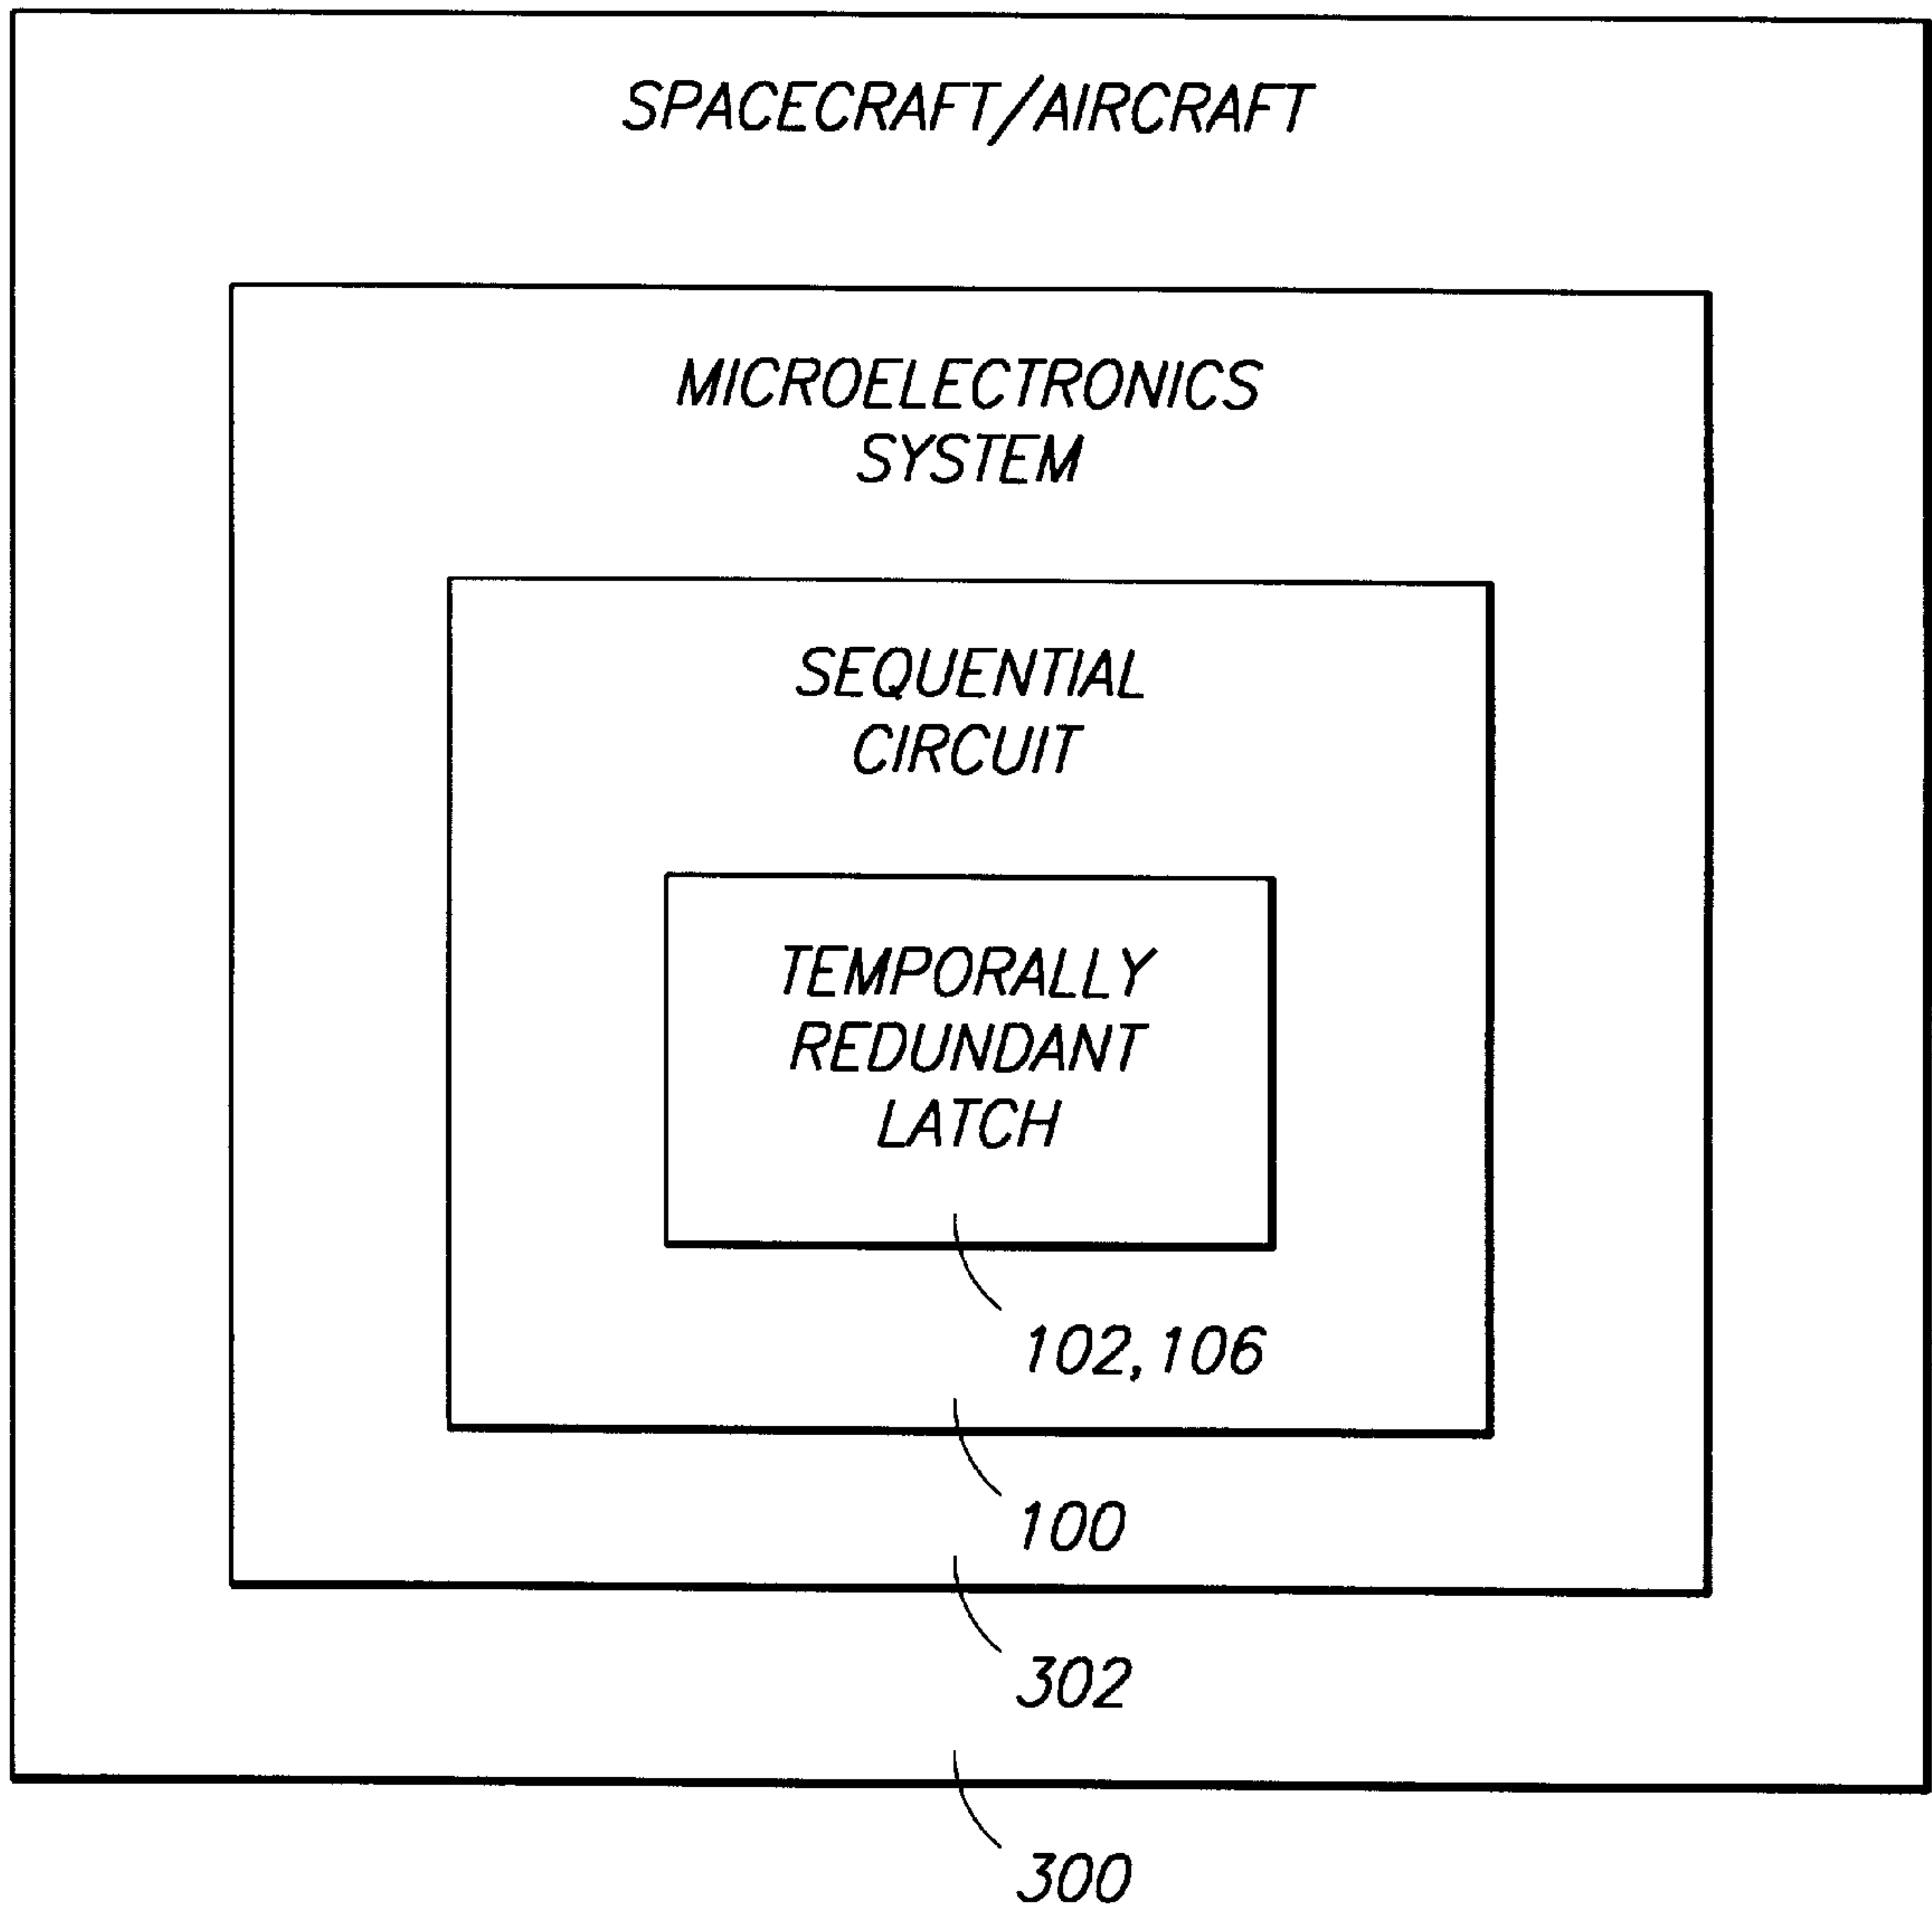 SPACECRAFT/AIRCRAFT
MICROELECTRONICS
SYSTEM
SEQUENTIAL
CIRCUIT
TEMPORALLY
REDUNDANT
LATCH
102,106
100
302
300